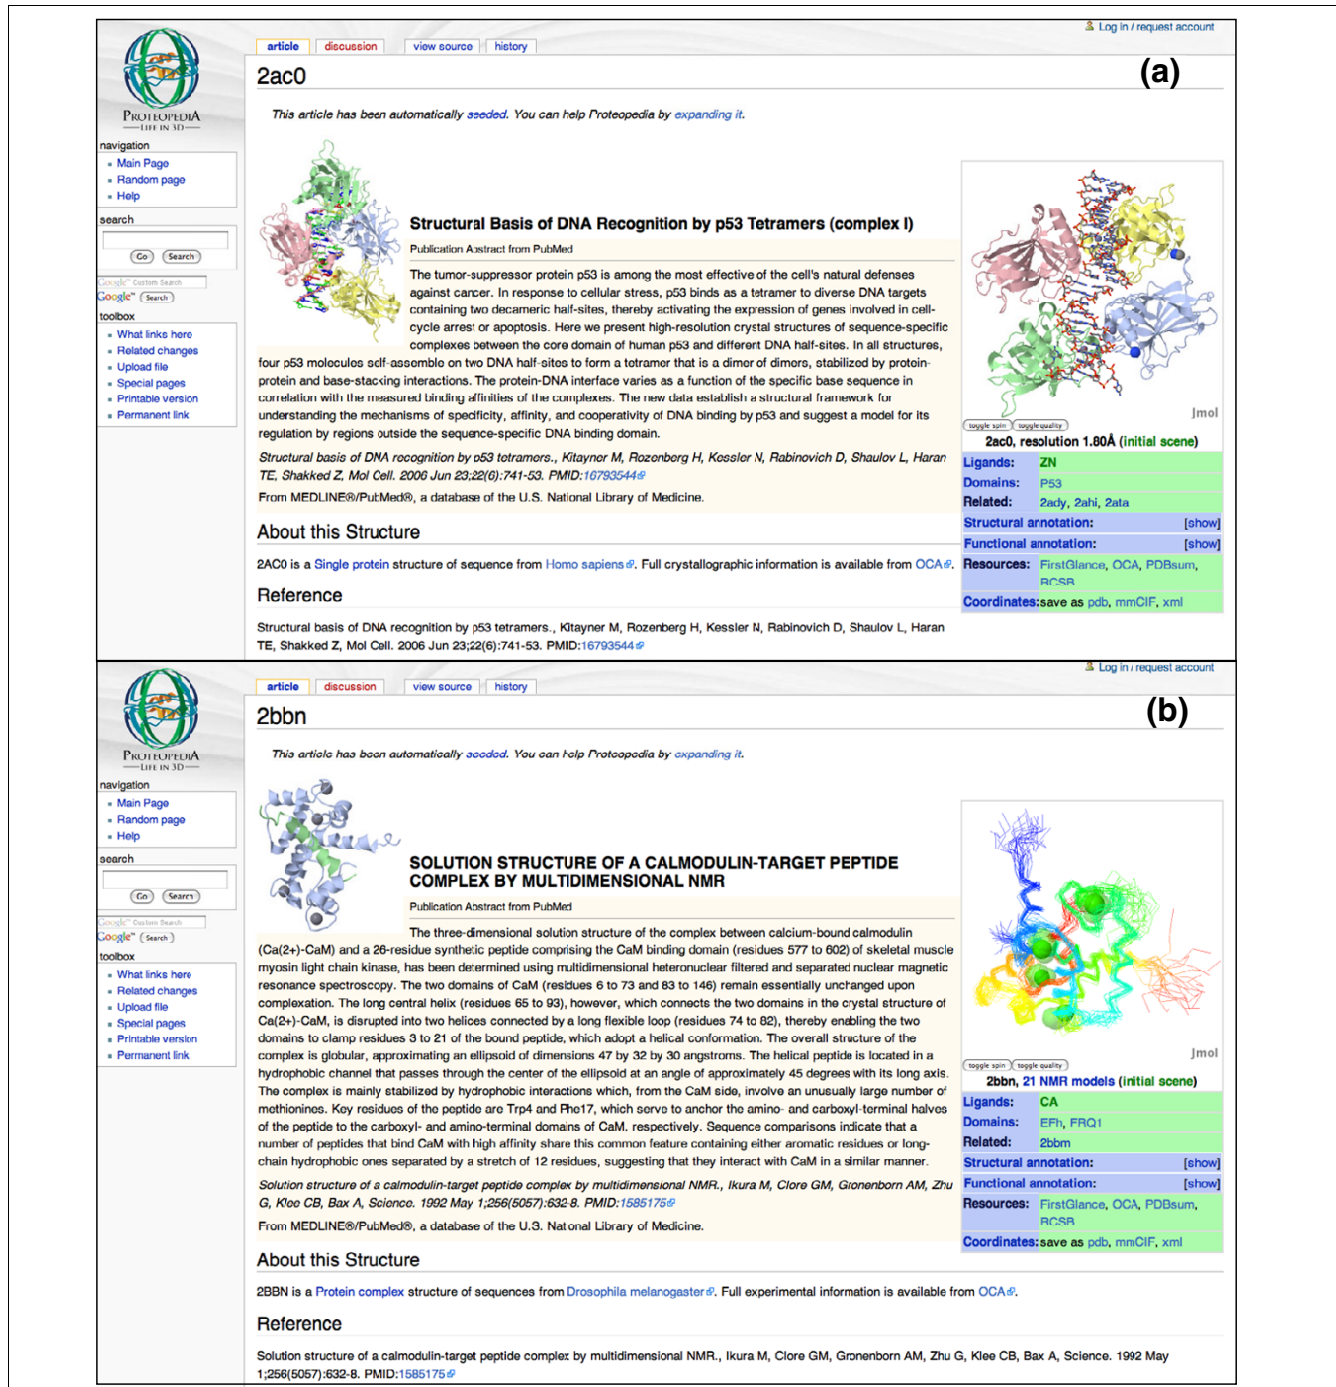 Log in / request account
article discussion view source history
2ac0
(a)
This article has been automatically seeded. You can help Proteopedia by expanding it.
PROTEOPEDIA
LIFE IN 3D
navigation
Main Page
Random page
Help
search
Go Search
Google™ Custom Search
Google™ Search
toolbox
What links here
Related changes
Upload file
Special pages
Printable version
Permanent link
Structural Basis of DNA Recognition by p53 Tetramers (complex I)
Publication Abstract from PubMed
The tumor-suppressor protein p53 is among the most effective of the cell's natural defenses
against cancer. In response to cellular stress, p53 binds as a tetramer to diverse DNA targets
containing two decameric half-sites, thereby activating the expression of genes involved in cell-
cycle arrest or apoptosis. Here we present high-resolution crystal structures of sequence-specific
complexes between the core domain of human p53 and different DNA half-sites. In all structures,
four p53 molecules self-assemble on two DNA half-sites to form a tetramer that is a dimer of dimers, stabilized by protein-
protein and base-stacking interactions. The protein-DNA interface varies as a function of the specific base sequence in
correlation with the measured binding affinities of the complexes. The new data establish a structural framework for
understanding the mechanisms of specificity, affinity, and cooperativity of DNA binding by p53 and suggest a model for its
regulation by regions outside the sequence-specific DNA binding domain.
Structural basis of DNA recognition by p53 tetramers., Kitayner M, Rozenberg H, Kessler N, Rabinovich D, Shaulov L, Haran
TE, Shakked Z, Mol Cell. 2006 Jun 23;22(6):741-53. PMID:16793544
From MEDLINE®/PubMed®, a database of the U.S. National Library of Medicine.
About this Structure
2AC0 is a Single protein structure of sequence from Homo sapiens. Full crystallographic information is available from OCA.
Reference
Structural basis of DNA recognition by p53 tetramers., Kitayner M, Rozenberg H, Kessler N, Rabinovich D, Shaulov L, Haran
TE, Shakked Z, Mol Cell. 2006 Jun 23;22(6):741-53. PMID:16793544
Jmol
toggle spin toggle quality
2ac0, resolution 1.80Å (initial scene)
Ligands: ZN
Domains: P53
Related: 2ady, 2ahi, 2ata
Structural annotation: [show]
Functional annotation: [show]
Resources: FirstGlance, OCA, PDBsum,
RCSB
Coordinates: save as pdb, mmCIF, xml
Log in / request account
article discussion view source history
2bbn
(b)
This article has been automatically seeded. You can help Proteopedia by expanding it.
PROTEOPEDIA
LIFE IN 3D
navigation
Main Page
Random page
Help
search
Go Search
Google™ Custom Search
Google™ Search
toolbox
What links here
Related changes
Upload file
Special pages
Printable version
Permanent link
SOLUTION STRUCTURE OF A CALMODULIN-TARGET PEPTIDE
COMPLEX BY MULTIDIMENSIONAL NMR
Publication Abstract from PubMed
The three-dimensional solution structure of the complex between calcium-bound calmodulin
(Ca(2+)-CaM) and a 26-residue synthetic peptide comprising the CaM binding domain (residues 577 to 602) of skeletal muscle
myosin light chain kinase, has been determined using multidimensional heteronuclear filtered and separated nuclear magnetic
resonance spectroscopy. The two domains of CaM (residues 6 to 73 and 83 to 146) remain essentially unchanged upon
complexation. The long central helix (residues 65 to 93), however, which connects the two domains in the crystal structure of
Ca(2+)-CaM, is disrupted into two helices connected by a long flexible loop (residues 74 to 82), thereby enabling the two
domains to clamp residues 3 to 21 of the bound peptide, which adopt a helical conformation. The overall structure of the
complex is globular, approximating an ellipsoid of dimensions 47 by 32 by 30 angstroms. The helical peptide is located in a
hydrophobic channel that passes through the center of the ellipsoid at an angle of approximately 45 degrees with its long axis.
The complex is mainly stabilized by hydrophobic interactions which, from the CaM side, involve an unusually large number of
methionines. Key residues of the peptide are Trp4 and Phe17, which serve to anchor the amino- and carboxyl-terminal halves
of the peptide to the carboxyl- and amino-terminal domains of CaM, respectively. Sequence comparisons indicate that a
number of peptides that bind CaM with high affinity share this common feature containing either aromatic residues or long-
chain hydrophobic ones separated by a stretch of 12 residues, suggesting that they interact with CaM in a similar manner.
Solution structure of a calmodulin-target peptide complex by multidimensional NMR., Ikura M, Clore GM, Gronenborn AM, Zhu
G, Klee CB, Bax A, Science. 1992 May 1;256(5057):632-8. PMID:1585175
From MEDLINE®/PubMed®, a database of the U.S. National Library of Medicine.
About this Structure
2BBN is a Protein complex structure of sequences from Drosophila melanogaster. Full experimental information is available from OCA.
Reference
Solution structure of a calmodulin-target peptide complex by multidimensional NMR., Ikura M, Clore GM, Gronenborn AM, Zhu G, Klee CB, Bax A, Science. 1992 May
1;256(5057):632-8. PMID:1585175
Jmol
toggle spin toggle quality
2bbn, 21 NMR models (initial scene)
Ligands: CA
Domains: EFh, FRQ1
Related: 2bbm
Structural annotation: [show]
Functional annotation: [show]
Resources: FirstGlance, OCA, PDBsum,
RCSB
Coordinates: save as pdb, mmCIF, xml